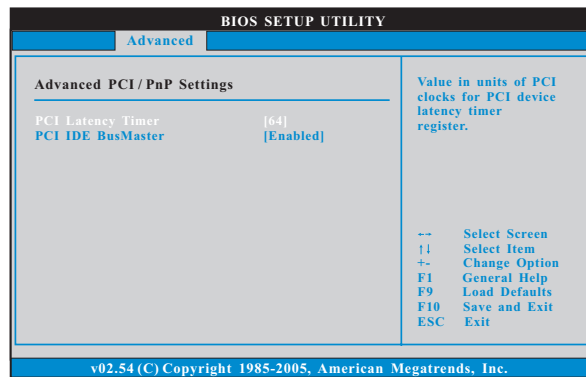 BIOS SETUP UTILITY
Advanced
Advanced PCI / PnP Settings
PCI Latency Timer [64]
PCI IDE BusMaster [Enabled]
Value in units of PCI
clocks for PCI device
latency timer
register.
←→ Select Screen
↑↓ Select Item
+- Change Option
F1 General Help
F9 Load Defaults
F10 Save and Exit
ESC Exit
v02.54 (C) Copyright 1985-2005, American Megatrends, Inc.